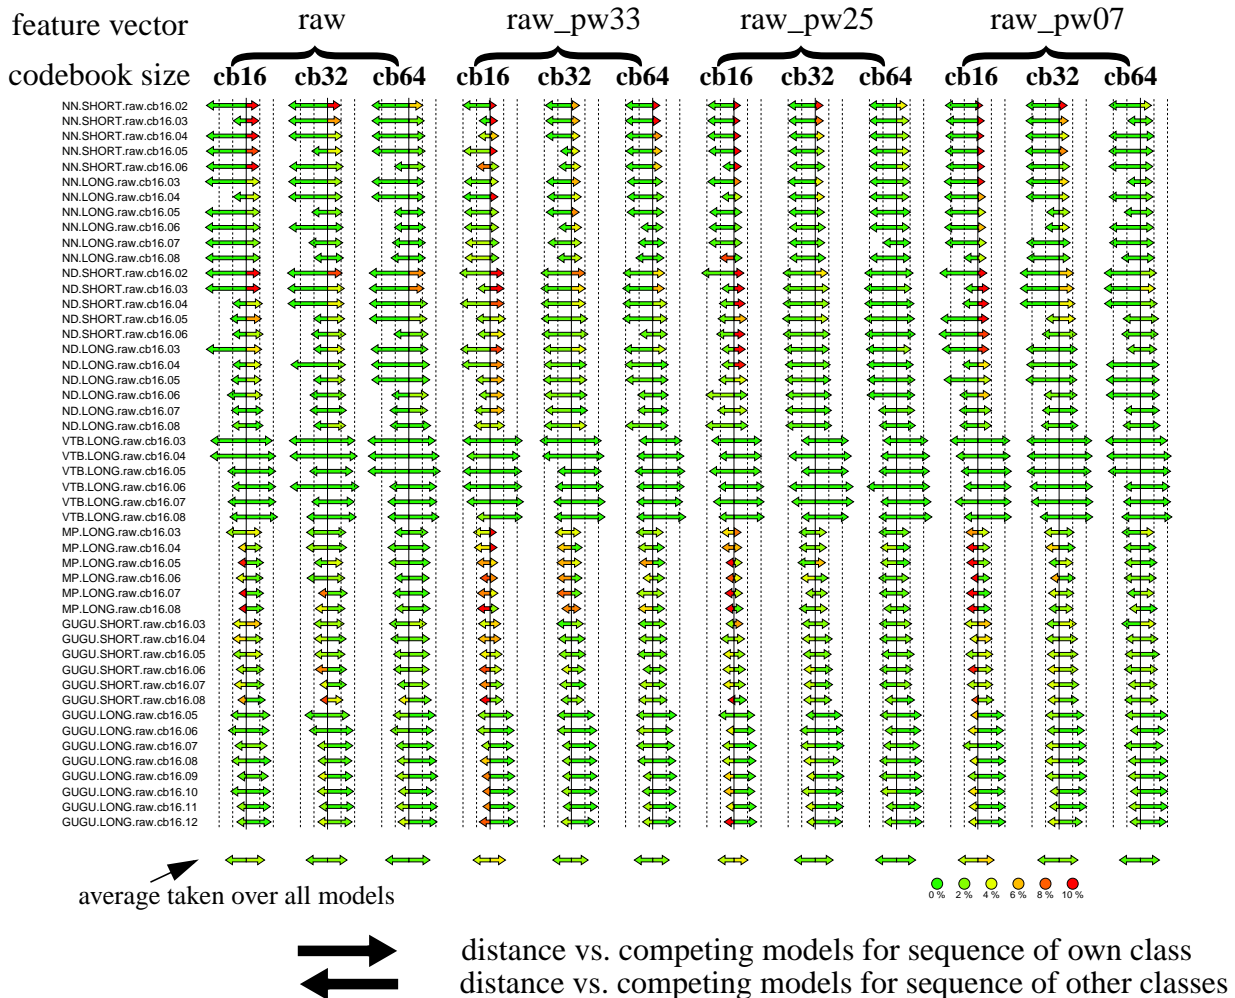 feature vector raw raw_pw33 raw_pw25 raw_pw07
codebook size cb16 cb32 cb64 cb16 cb32 cb64 cb16 cb32 cb64 cb16 cb32 cb64
NN.SHORT.raw.cb16.02
NN.SHORT.raw.cb16.03
NN.SHORT.raw.cb16.04
NN.SHORT.raw.cb16.05
NN.SHORT.raw.cb16.06
NN.LONG.raw.cb16.03
NN.LONG.raw.cb16.04
NN.LONG.raw.cb16.05
NN.LONG.raw.cb16.06
NN.LONG.raw.cb16.07
NN.LONG.raw.cb16.08
ND.SHORT.raw.cb16.02
ND.SHORT.raw.cb16.03
ND.SHORT.raw.cb16.04
ND.SHORT.raw.cb16.05
ND.SHORT.raw.cb16.06
ND.LONG.raw.cb16.03
ND.LONG.raw.cb16.04
ND.LONG.raw.cb16.05
ND.LONG.raw.cb16.06
ND.LONG.raw.cb16.07
ND.LONG.raw.cb16.08
VTB.LONG.raw.cb16.03
VTB.LONG.raw.cb16.04
VTB.LONG.raw.cb16.05
VTB.LONG.raw.cb16.06
VTB.LONG.raw.cb16.07
VTB.LONG.raw.cb16.08
MP.LONG.raw.cb16.03
MP.LONG.raw.cb16.04
MP.LONG.raw.cb16.05
MP.LONG.raw.cb16.06
MP.LONG.raw.cb16.07
MP.LONG.raw.cb16.08
GUGU.SHORT.raw.cb16.03
GUGU.SHORT.raw.cb16.04
GUGU.SHORT.raw.cb16.05
GUGU.SHORT.raw.cb16.06
GUGU.SHORT.raw.cb16.07
GUGU.SHORT.raw.cb16.08
GUGU.LONG.raw.cb16.05
GUGU.LONG.raw.cb16.06
GUGU.LONG.raw.cb16.07
GUGU.LONG.raw.cb16.08
GUGU.LONG.raw.cb16.09
GUGU.LONG.raw.cb16.10
GUGU.LONG.raw.cb16.11
GUGU.LONG.raw.cb16.12
average taken over all models
0 % 2 % 4 % 6 % 8 % 10 %
distance vs. competing models for sequence of own class
distance vs. competing models for sequence of other classes